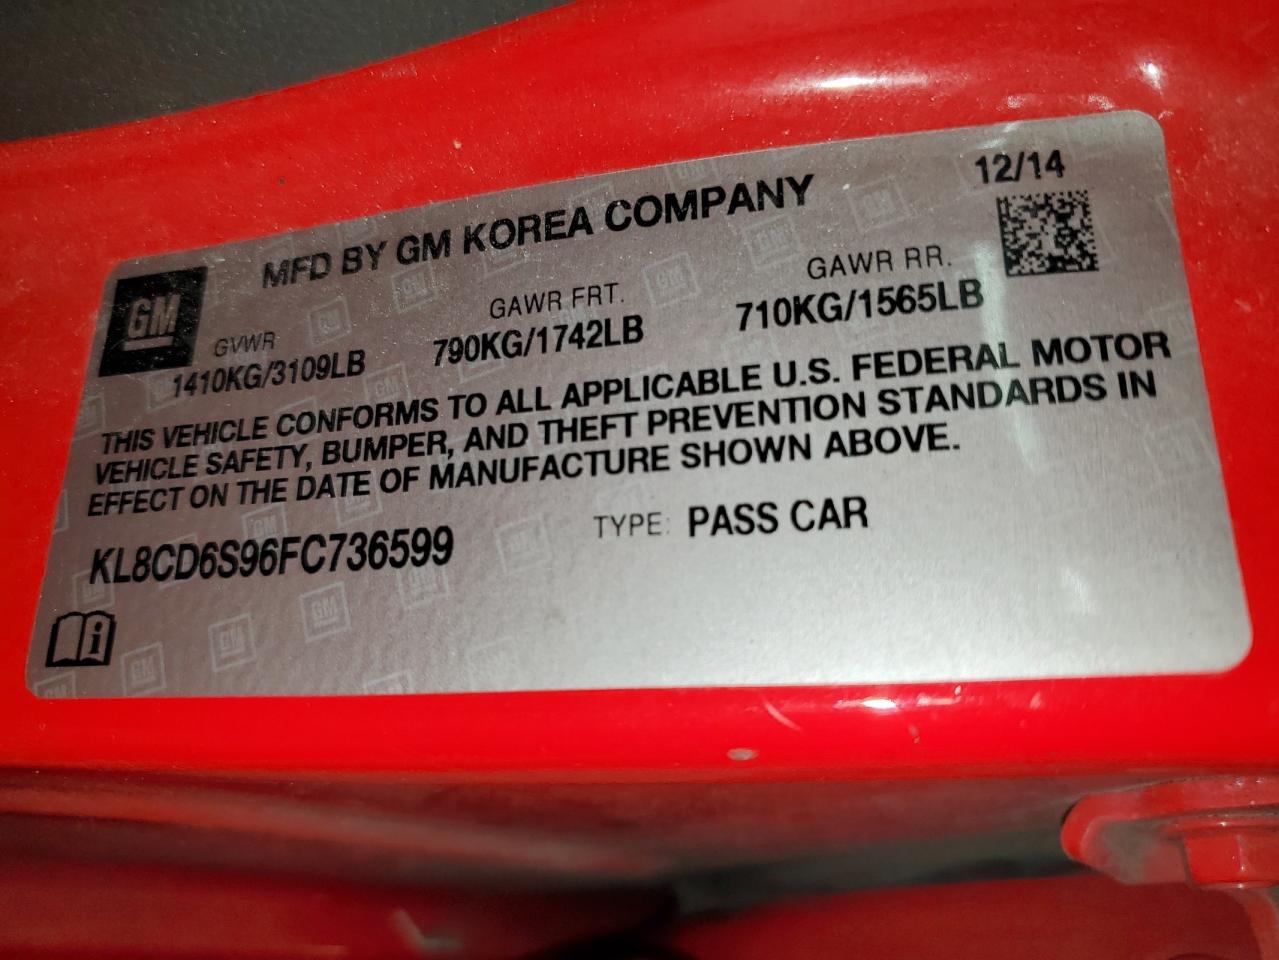 MFD BY GM KOREA COMPANY
12/14
GM
GVWR
1410KG/3109LB
GAWR FRT.
790KG/1742LB
GAWR RR.
710KG/1565LB
THIS VEHICLE CONFORMS TO ALL APPLICABLE U.S. FEDERAL MOTOR
VEHICLE SAFETY, BUMPER, AND THEFT PREVENTION STANDARDS IN
EFFECT ON THE DATE OF MANUFACTURE SHOWN ABOVE.
KL8CD6S96FC736599
TYPE: PASS CAR